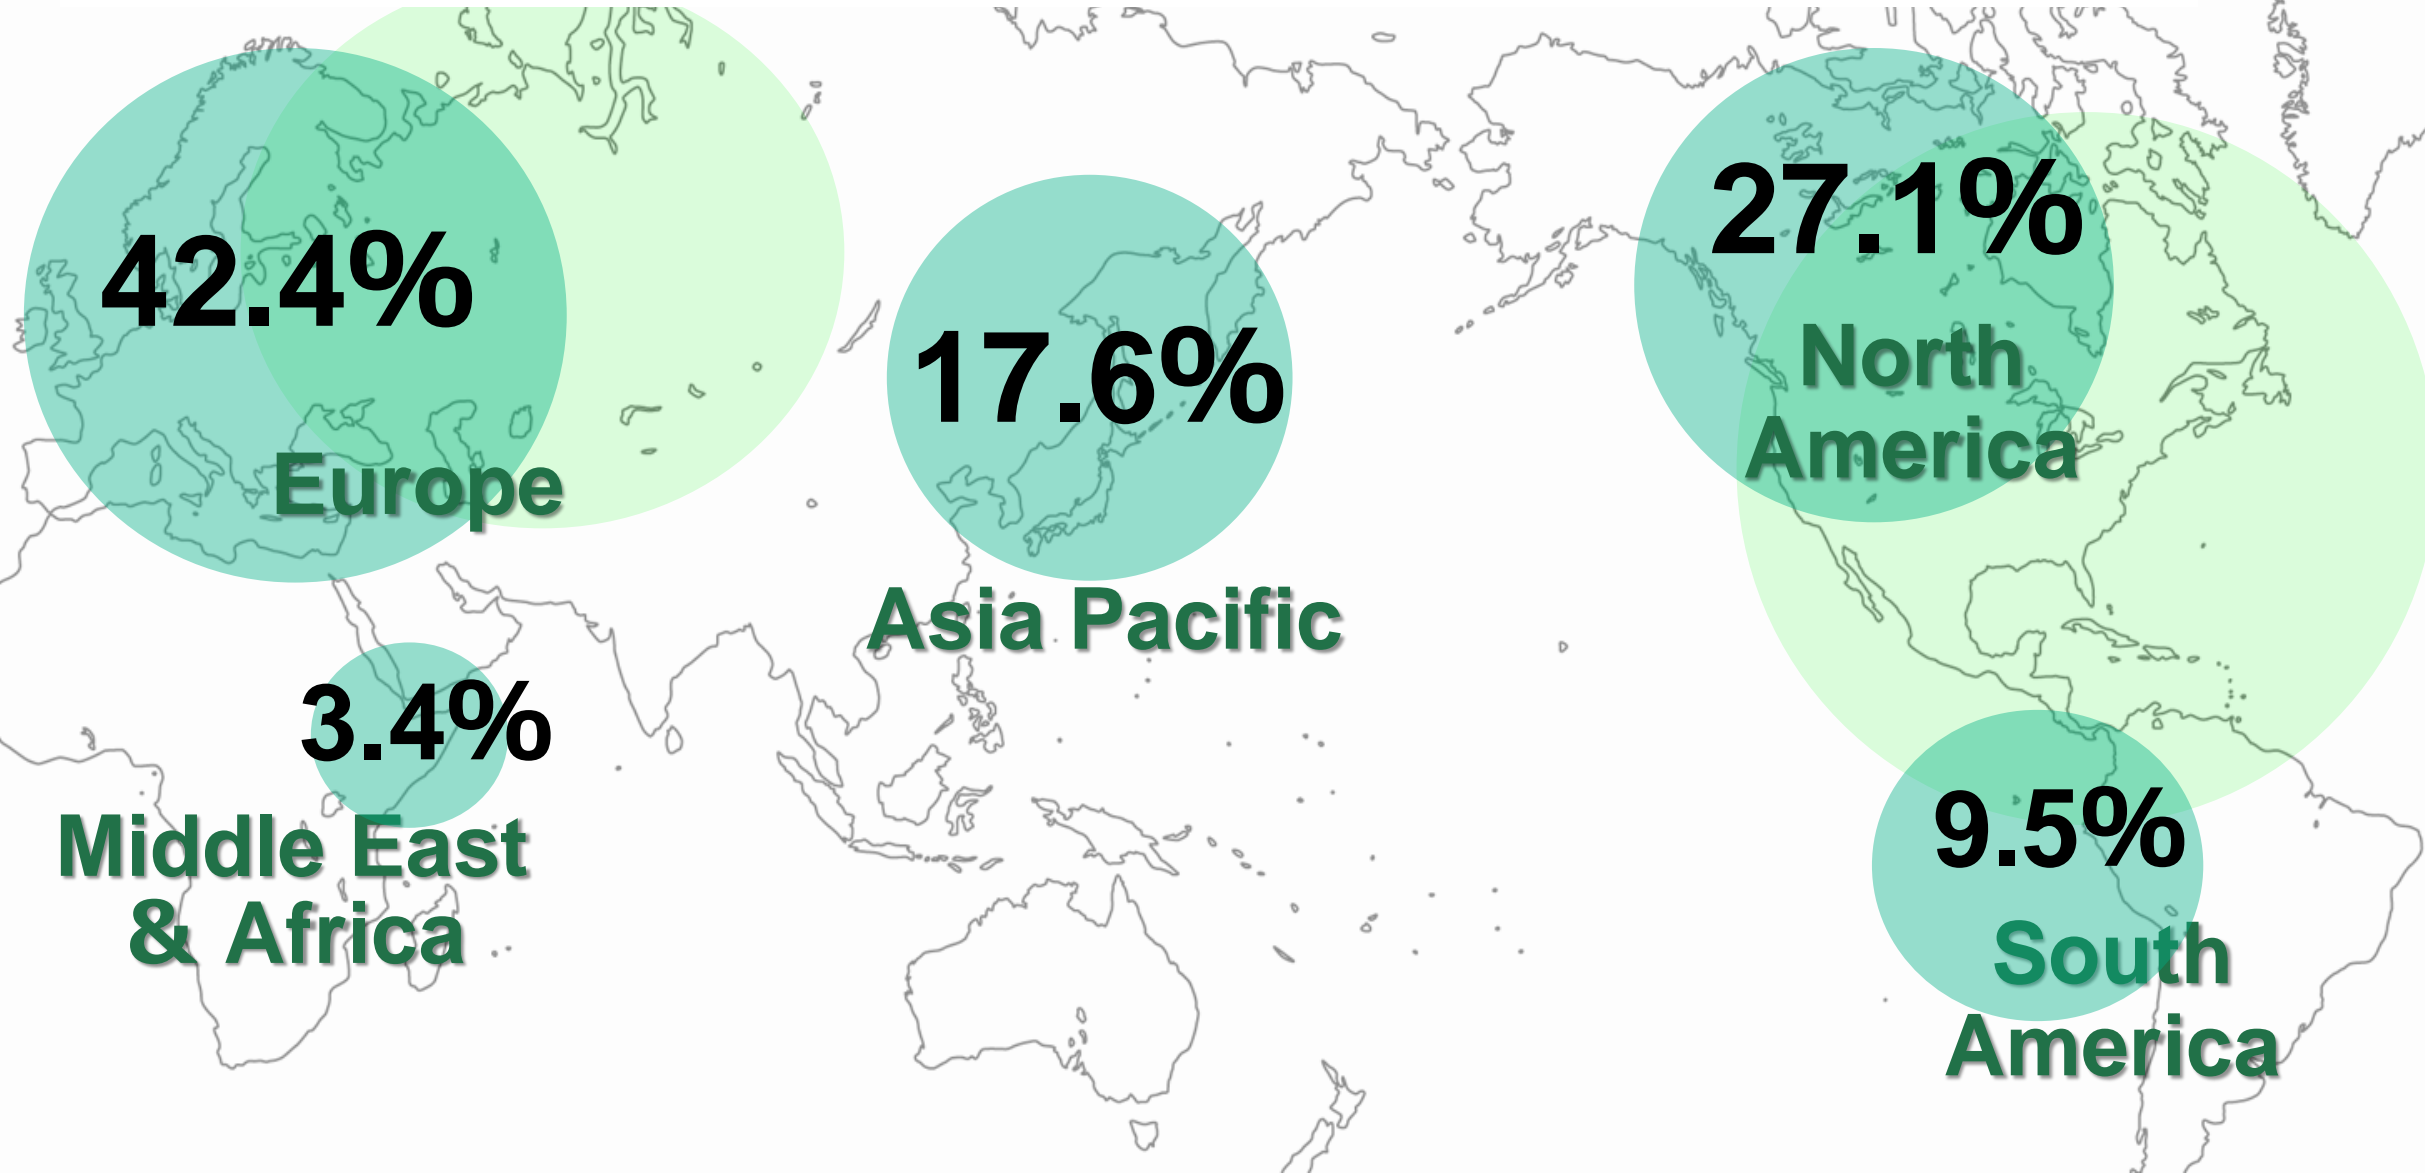 42.4%
Europe
17.6%
Asia Pacific
27.1%
North
America
3.4%
Middle East
& Africa
9.5%
South
America